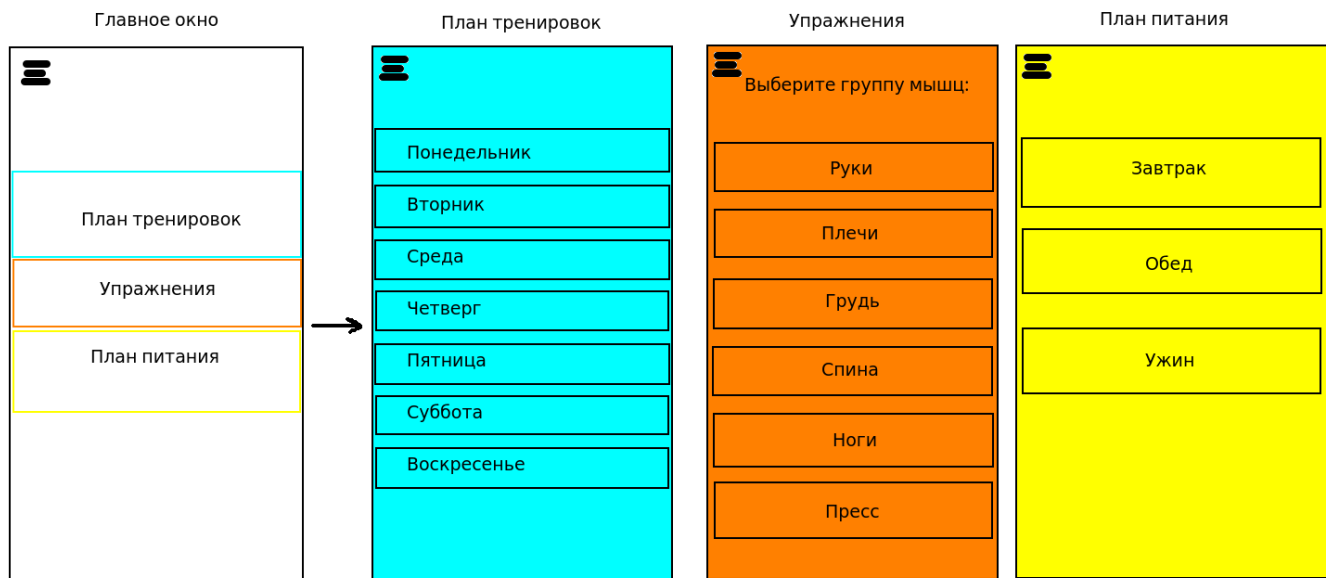 Главное окно
План тренировок
Упражнения
План питания
План тренировок
Понедельник
Вторник
Среда
Четверг
Пятница
Суббота
Воскресенье
Упражнения
Выберите группу мышц:
Руки
Плечи
Грудь
Спина
Ноги
Пресс
План питания
Завтрак
Обед
Ужин